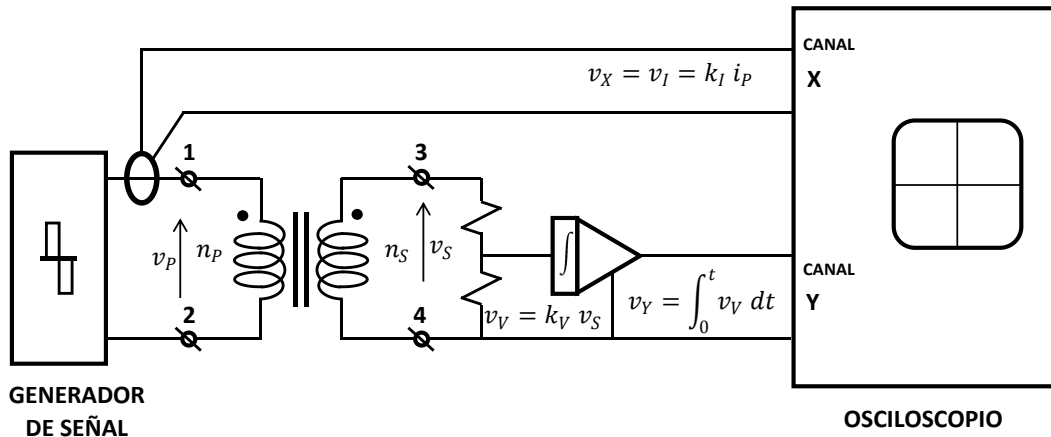 CANAL
X
v_X = v_I = k_I i_P
1
3
v_P
n_P
n_S
v_S
∫
v_V = k_V v_S
v_Y = ∫_0^t v_V dt
CANAL
Y
2
4
GENERADOR
DE SEÑAL
OSCILOSCOPIO